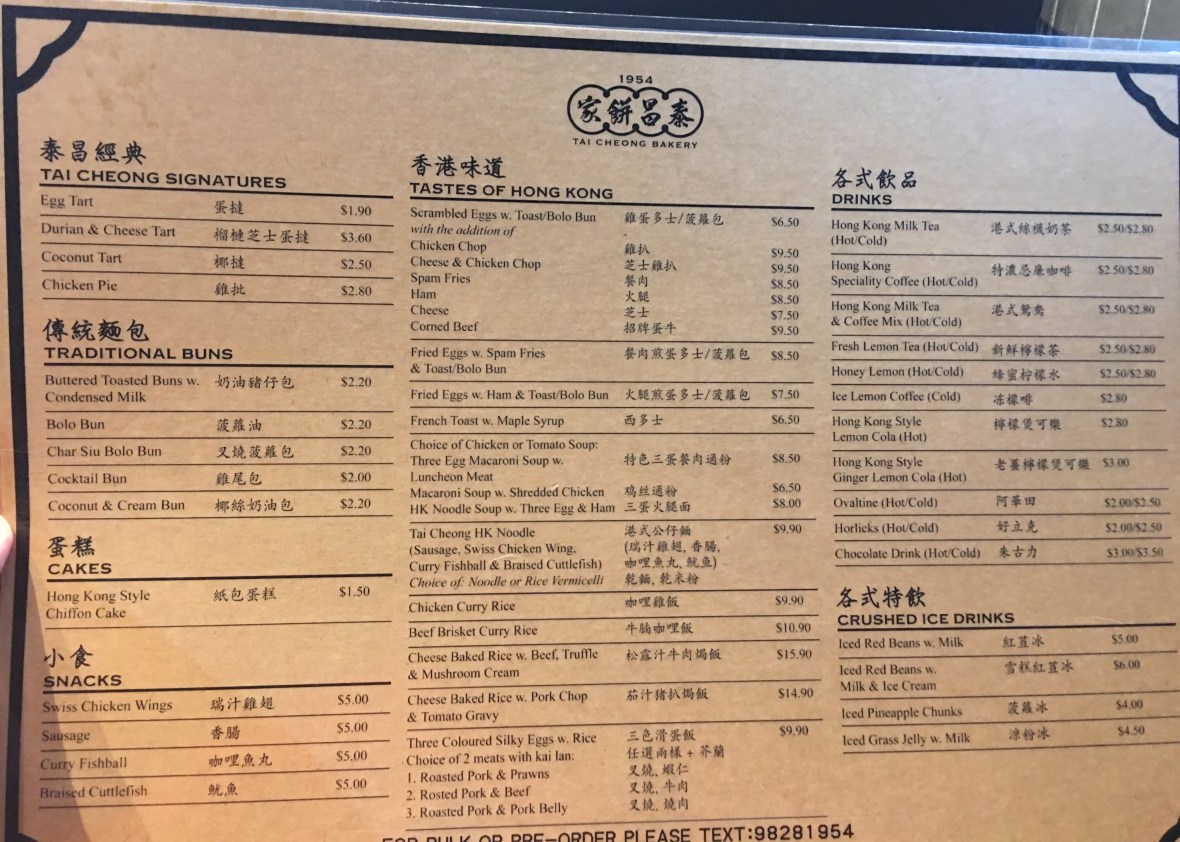 1954
家餅昌泰
TAI CHEONG BAKERY
泰昌經典
TAI CHEONG SIGNATURES
Egg Tart 蛋撻 $1.90
Durian & Cheese Tart 榴槤芝士蛋撻 $3.60
Coconut Tart 椰撻 $2.50
Chicken Pie 雞批 $2.80
傳統麵包
TRADITIONAL BUNS
Buttered Toasted Buns w. 奶油豬仔包 $2.20
Condensed Milk
Bolo Bun 菠蘿油 $2.20
Char Siu Bolo Bun 叉燒菠蘿包 $2.20
Cocktail Bun 雞尾包 $2.00
Coconut & Cream Bun 椰絲奶油包 $2.20
蛋糕
CAKES
Hong Kong Style 紙包蛋糕 $1.50
Chiffon Cake
小食
SNACKS
Swiss Chicken Wings 瑞汁雞翅 $5.00
Sausage 香腸 $5.00
Curry Fishball 咖哩魚丸 $5.00
Braised Cuttlefish 魷魚 $5.00
香港味道
TASTES OF HONG KONG
Scrambled Eggs w. Toast/Bolo Bun 雞蛋多士/菠蘿包 $6.50
with the addition of
Chicken Chop 雞扒 $9.50
Cheese & Chicken Chop 芝士雞扒 $9.50
Spam Fries 餐肉 $8.50
Ham 火腿 $8.50
Cheese 芝士 $7.50
Corned Beef 招牌蛋牛 $9.50
Fried Eggs w. Spam Fries 餐肉煎蛋多士/菠蘿包 $8.50
& Toast/Bolo Bun
Fried Eggs w. Ham & Toast/Bolo Bun 火腿煎蛋多士/菠蘿包 $7.50
French Toast w. Maple Syrup 西多士 $6.50
Choice of Chicken or Tomato Soup:
Three Egg Macaroni Soup w. 特色三蛋餐肉通粉 $8.50
Luncheon Meat
Macaroni Soup w. Shredded Chicken 鸡丝通粉 $6.50
HK Noodle Soup w. Three Egg & Ham 三蛋火腿面 $8.00
Tai Cheong HK Noodle 港式公仔麵 $9.90
(Sausage, Swiss Chicken Wing, (瑞汁雞翅, 香腸,
Curry Fishball & Braised Cuttlefish) 咖哩魚丸, 魷魚)
Choice of: Noodle or Rice Vermicelli 乾麵, 乾米粉
Chicken Curry Rice 咖哩雞飯 $9.90
Beef Brisket Curry Rice 牛腩咖哩飯 $10.90
Cheese Baked Rice w. Beef, Truffle 松露汁牛肉焗飯 $15.90
& Mushroom Cream
Cheese Baked Rice w. Pork Chop 茄汁猪扒焗飯 $14.90
& Tomato Gravy
Three Coloured Silky Eggs w. Rice 三色滑蛋飯 $9.90
Choice of 2 meats with kai lan: 任選兩樣 + 芥蘭
1. Roasted Pork & Prawns 叉燒, 蝦仁
2. Rosted Pork & Beef 叉燒, 牛肉
3. Roasted Pork & Pork Belly 叉燒, 燒肉
各式飲品
DRINKS
Hong Kong Milk Tea 港式絲襪奶茶 $2.50/$2.80
(Hot/Cold)
Hong Kong 特濃忌廉咖啡 $2.50/$2.80
Speciality Coffee (Hot/Cold)
Hong Kong Milk Tea 港式鴛鴦 $2.50/$2.80
& Coffee Mix (Hot/Cold)
Fresh Lemon Tea (Hot/Cold) 新鮮檸檬茶 $2.50/$2.80
Honey Lemon (Hot/Cold) 蜂蜜柠檬水 $2.50/$2.80
Ice Lemon Coffee (Cold) 冻檬啡 $2.80
Hong Kong Style 檸檬煲可樂 $2.80
Lemon Cola (Hot)
Hong Kong Style 老薑檸檬煲可樂 $3.00
Ginger Lemon Cola (Hot)
Ovaltine (Hot/Cold) 阿華田 $2.00/$2.50
Horlicks (Hot/Cold) 好立克 $2.00/$2.50
Chocolate Drink (Hot/Cold) 朱古力 $3.00/$3.50
各式特飲
CRUSHED ICE DRINKS
Iced Red Beans w. Milk 紅荳冰 $5.00
Iced Red Beans w. 雪糕紅荳冰 $6.00
Milk & Ice Cream
Iced Pineapple Chunks 菠蘿冰 $4.00
Iced Grass Jelly w. Milk 涼粉冰 $4.50
FOR BULK OR PRE-ORDER PLEASE TEXT:98281954